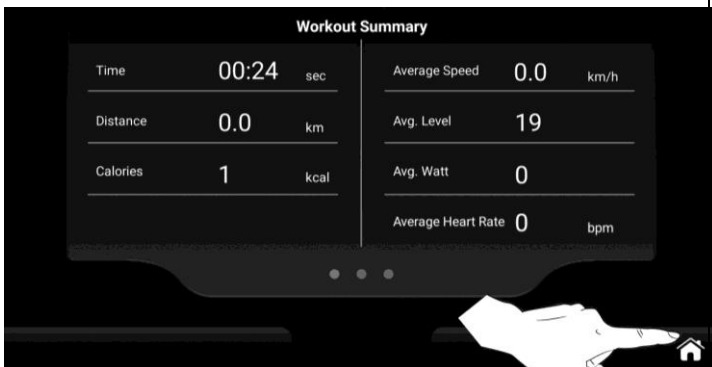 Workout Summary
Time 00:24 sec
Distance 0.0 km
Calories 1 kcal
Average Speed 0.0 km/h
Avg. Level 19
Avg. Watt 0
Average Heart Rate 0 bpm